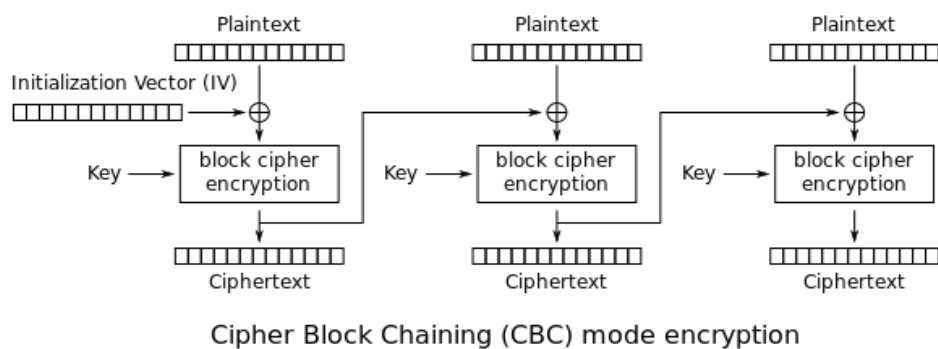 Plaintext Plaintext Plaintext
Initialization Vector (IV)
Key block cipher encryption Key block cipher encryption Key block cipher encryption
Ciphertext Ciphertext Ciphertext
Cipher Block Chaining (CBC) mode encryption